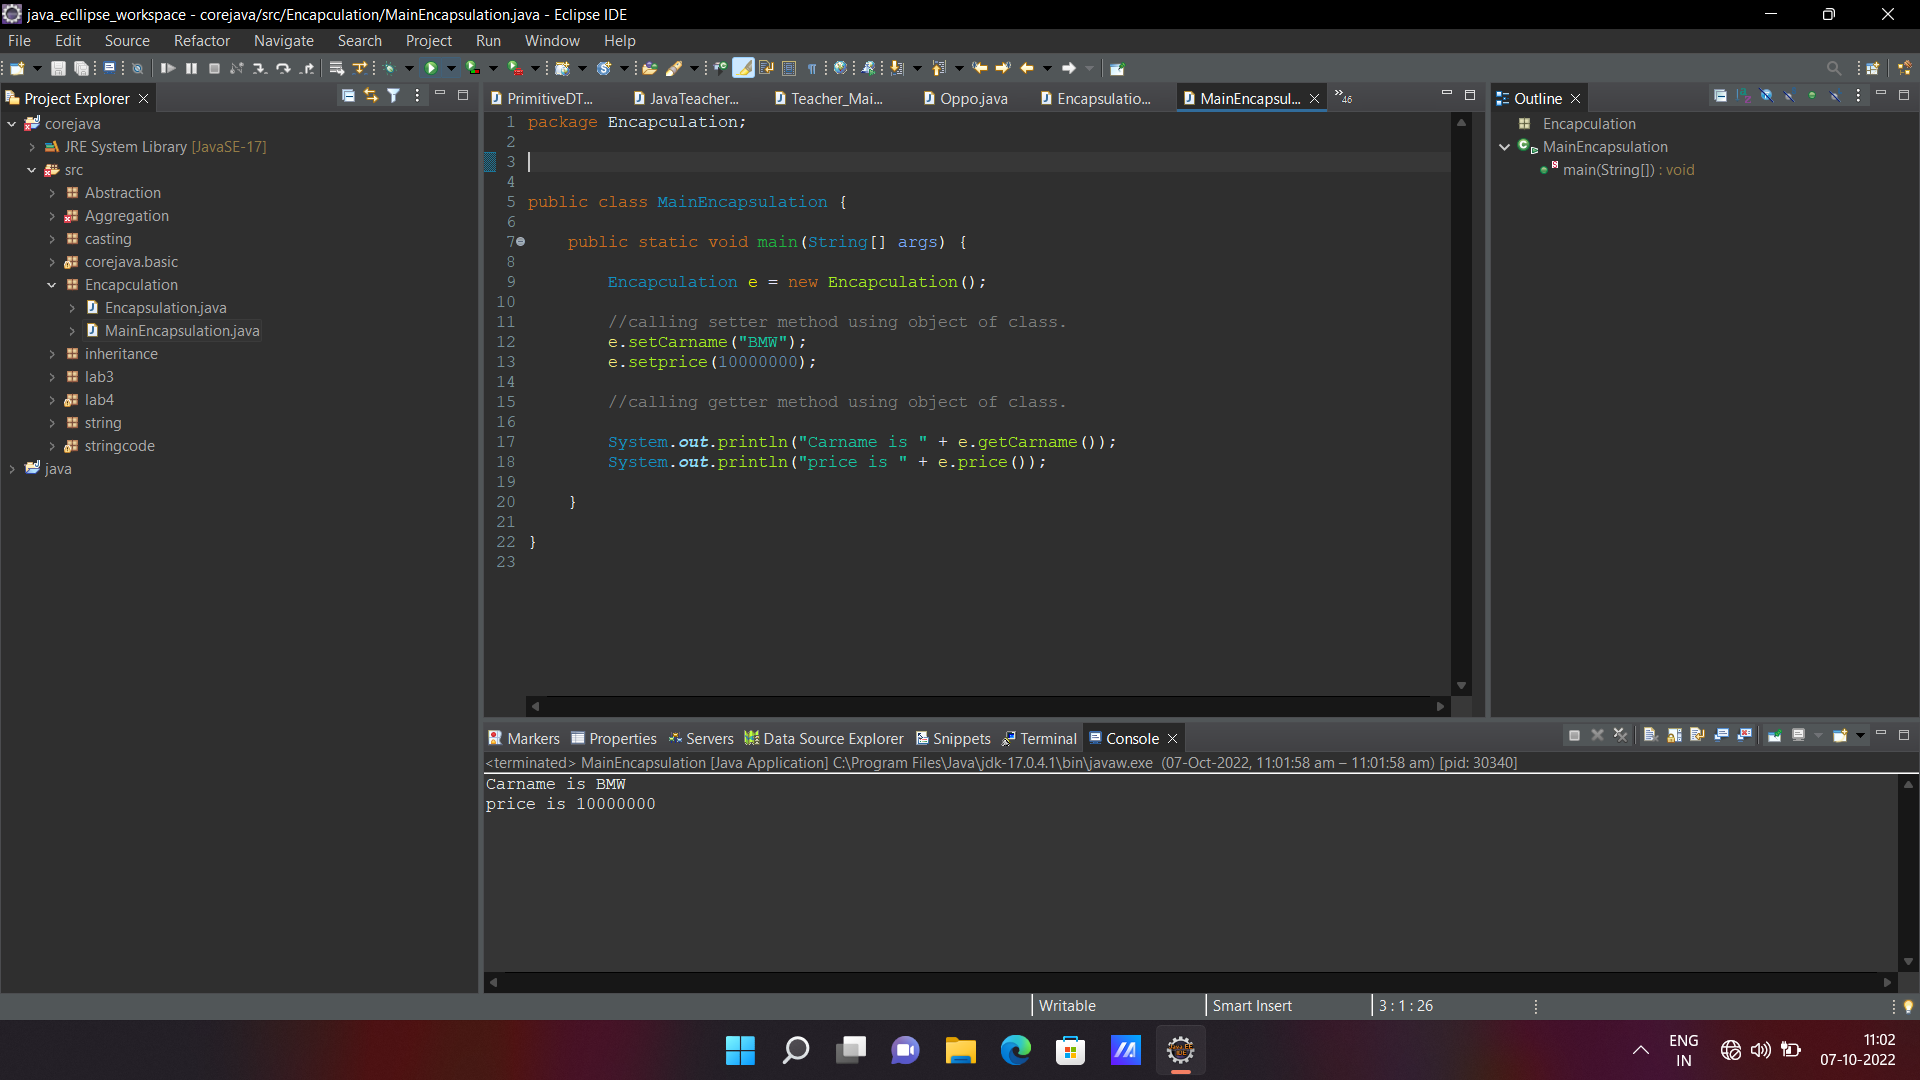 java_ecllipse_workspace - corejava/src/Encapculation/MainEncapsulation.java - Eclipse IDE
File Edit Source Refactor Navigate Search Project Run Window Help
Project Explorer
corejava
JRE System Library [JavaSE-17]
src
Abstraction
Aggregation
casting
corejava.basic
Encapculation
Encapsulation.java
MainEncapsulation.java
inheritance
lab3
lab4
string
stringcode
java
PrimitiveDT... JavaTeacher... Teacher_Mai... Oppo.java Encapsulatio... MainEncapsul... »46
1 package Encapculation;
2
3
4
5 public class MainEncapsulation {
6
7 public static void main(String[] args) {
8
9 Encapculation e = new Encapculation();
10
11 //calling setter method using object of class.
12 e.setCarname("BMW");
13 e.setprice(10000000);
14
15 //calling getter method using object of class.
16
17 System.out.println("Carname is " + e.getCarname());
18 System.out.println("price is " + e.price());
19
20 }
21
22 }
23
Outline
Encapculation
MainEncapsulation
main(String[]) : void
Markers Properties Servers Data Source Explorer Snippets Terminal Console
<terminated> MainEncapsulation [Java Application] C:\Program Files\Java\jdk-17.0.4.1\bin\javaw.exe (07-Oct-2022, 11:01:58 am – 11:01:58 am) [pid: 30340]
Carname is BMW
price is 10000000
Writable Smart Insert 3 : 1 : 26
ENG
IN
11:02
07-10-2022